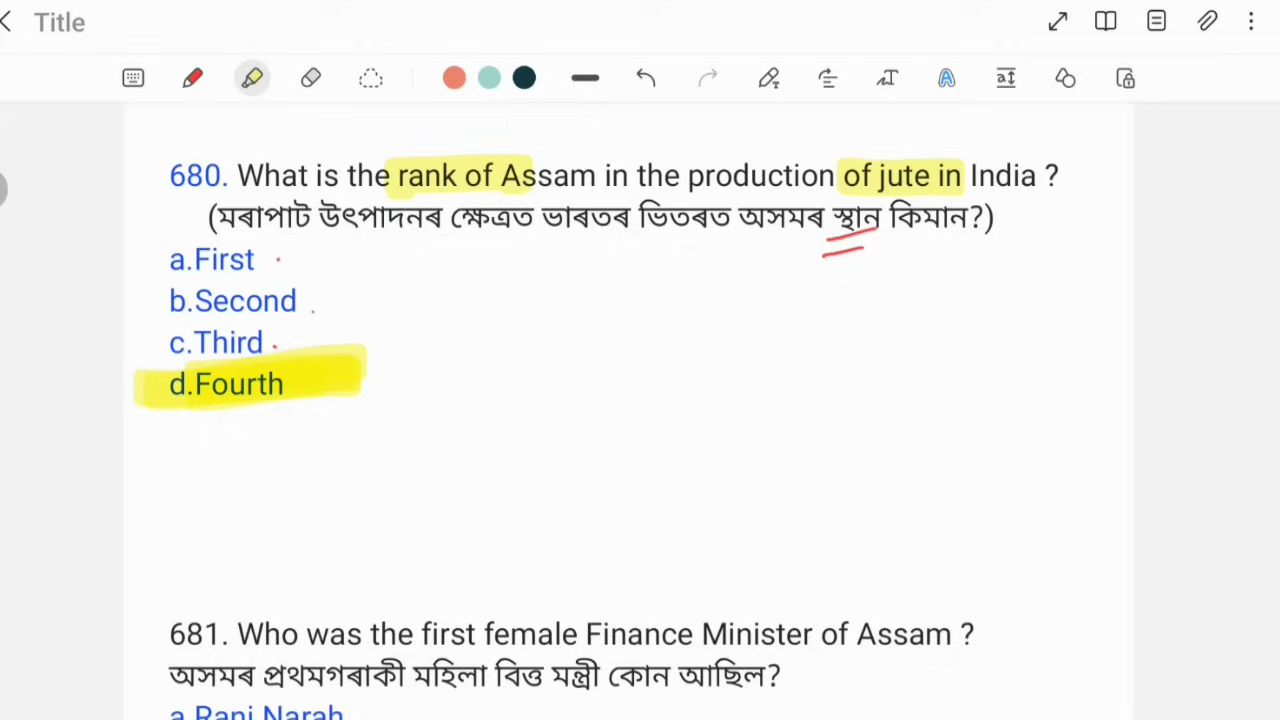 Title
680. What is the rank of Assam in the production of jute in India ?
(মৰাপাট উৎপাদনৰ ক্ষেত্ৰত ভাৰতৰ ভিতৰত অসমৰ স্থান কিমান?)
a.First
b.Second
c.Third
d.Fourth
681. Who was the first female Finance Minister of Assam ?
অসমৰ প্ৰথমগৰাকী মহিলা বিত্ত মন্ত্ৰী কোন আছিল?
a.Rani Narah